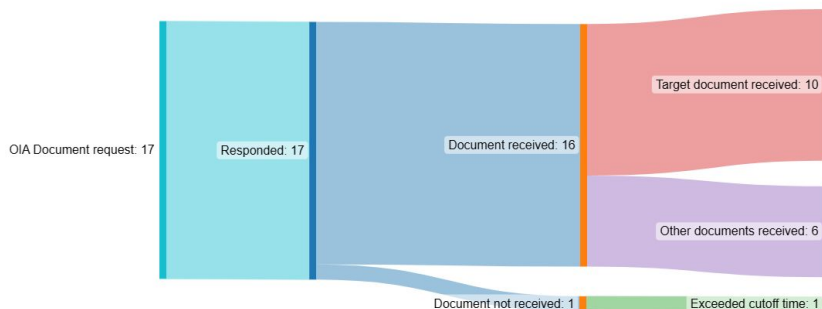 OIA Document request: 17
Responded: 17
Document received: 16
Target document received: 10
Other documents received: 6
Document not received: 1
Exceeded cutoff time: 1